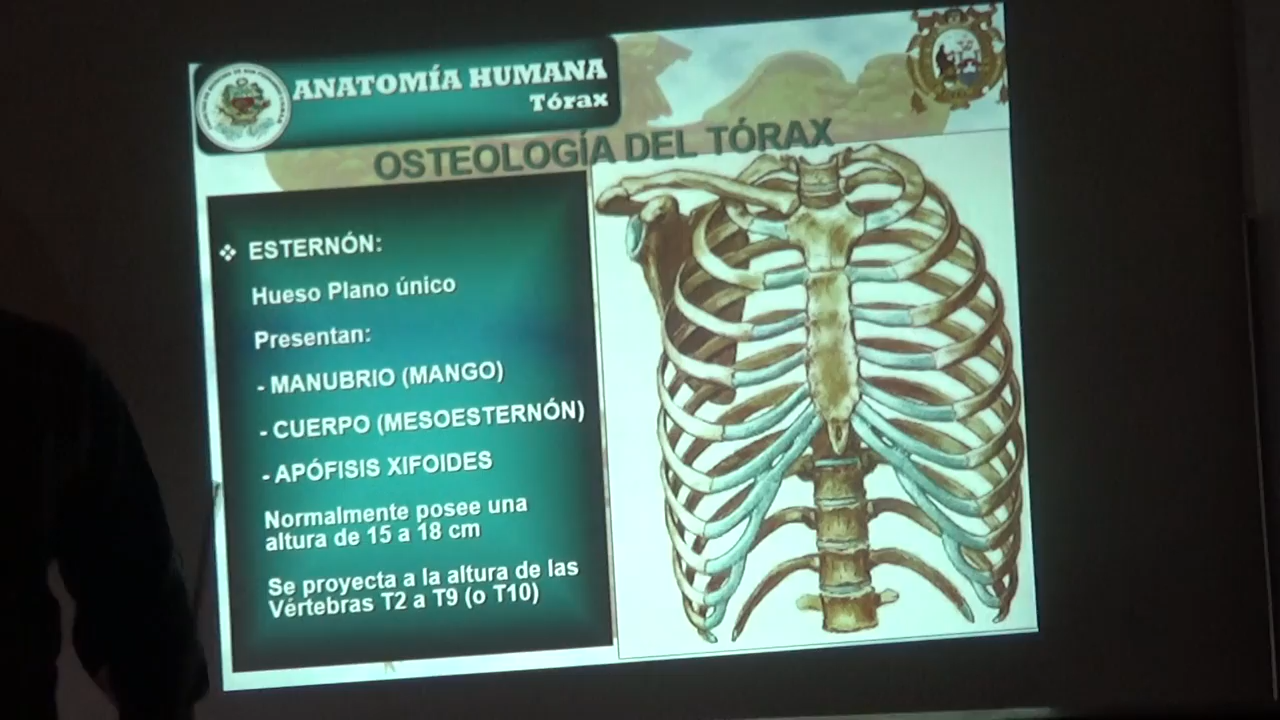 ANATOMÍA HUMANA
Tórax
OSTEOLOGÍA DEL TÓRAX
❖ ESTERNÓN:
Hueso Plano único
Presentan:
- MANUBRIO (MANGO)
- CUERPO (MESOESTERNÓN)
- APÓFISIS XIFOIDES
Normalmente posee una
altura de 15 a 18 cm
Se proyecta a la altura de las
Vértebras T2 a T9 (o T10)